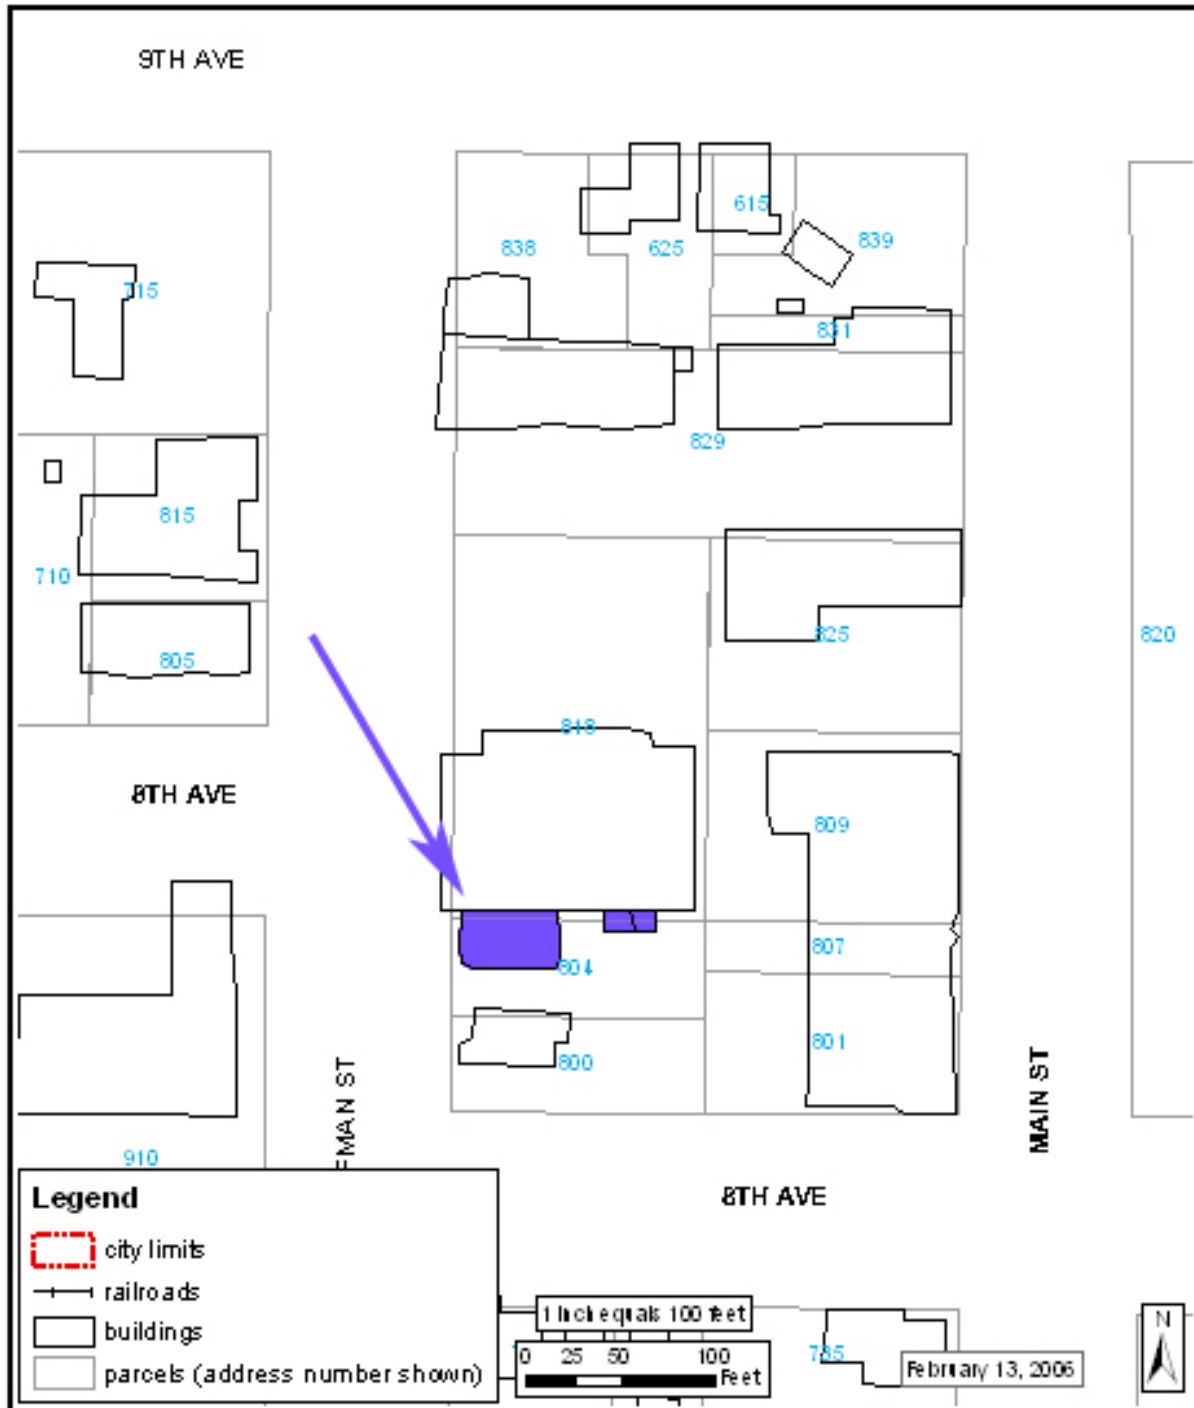 9TH AVE
615
839
838
625
715
831
829
815
710
825
820
805
818
8TH AVE
809
807
804
801
800
FMAN ST
MAIN ST
910
8TH AVE
Legend
city limits
railroads
buildings
parcels (address number shown)
1 Inch equals 100 feet
0 25 50 100
Feet
735
February 13, 2006
N